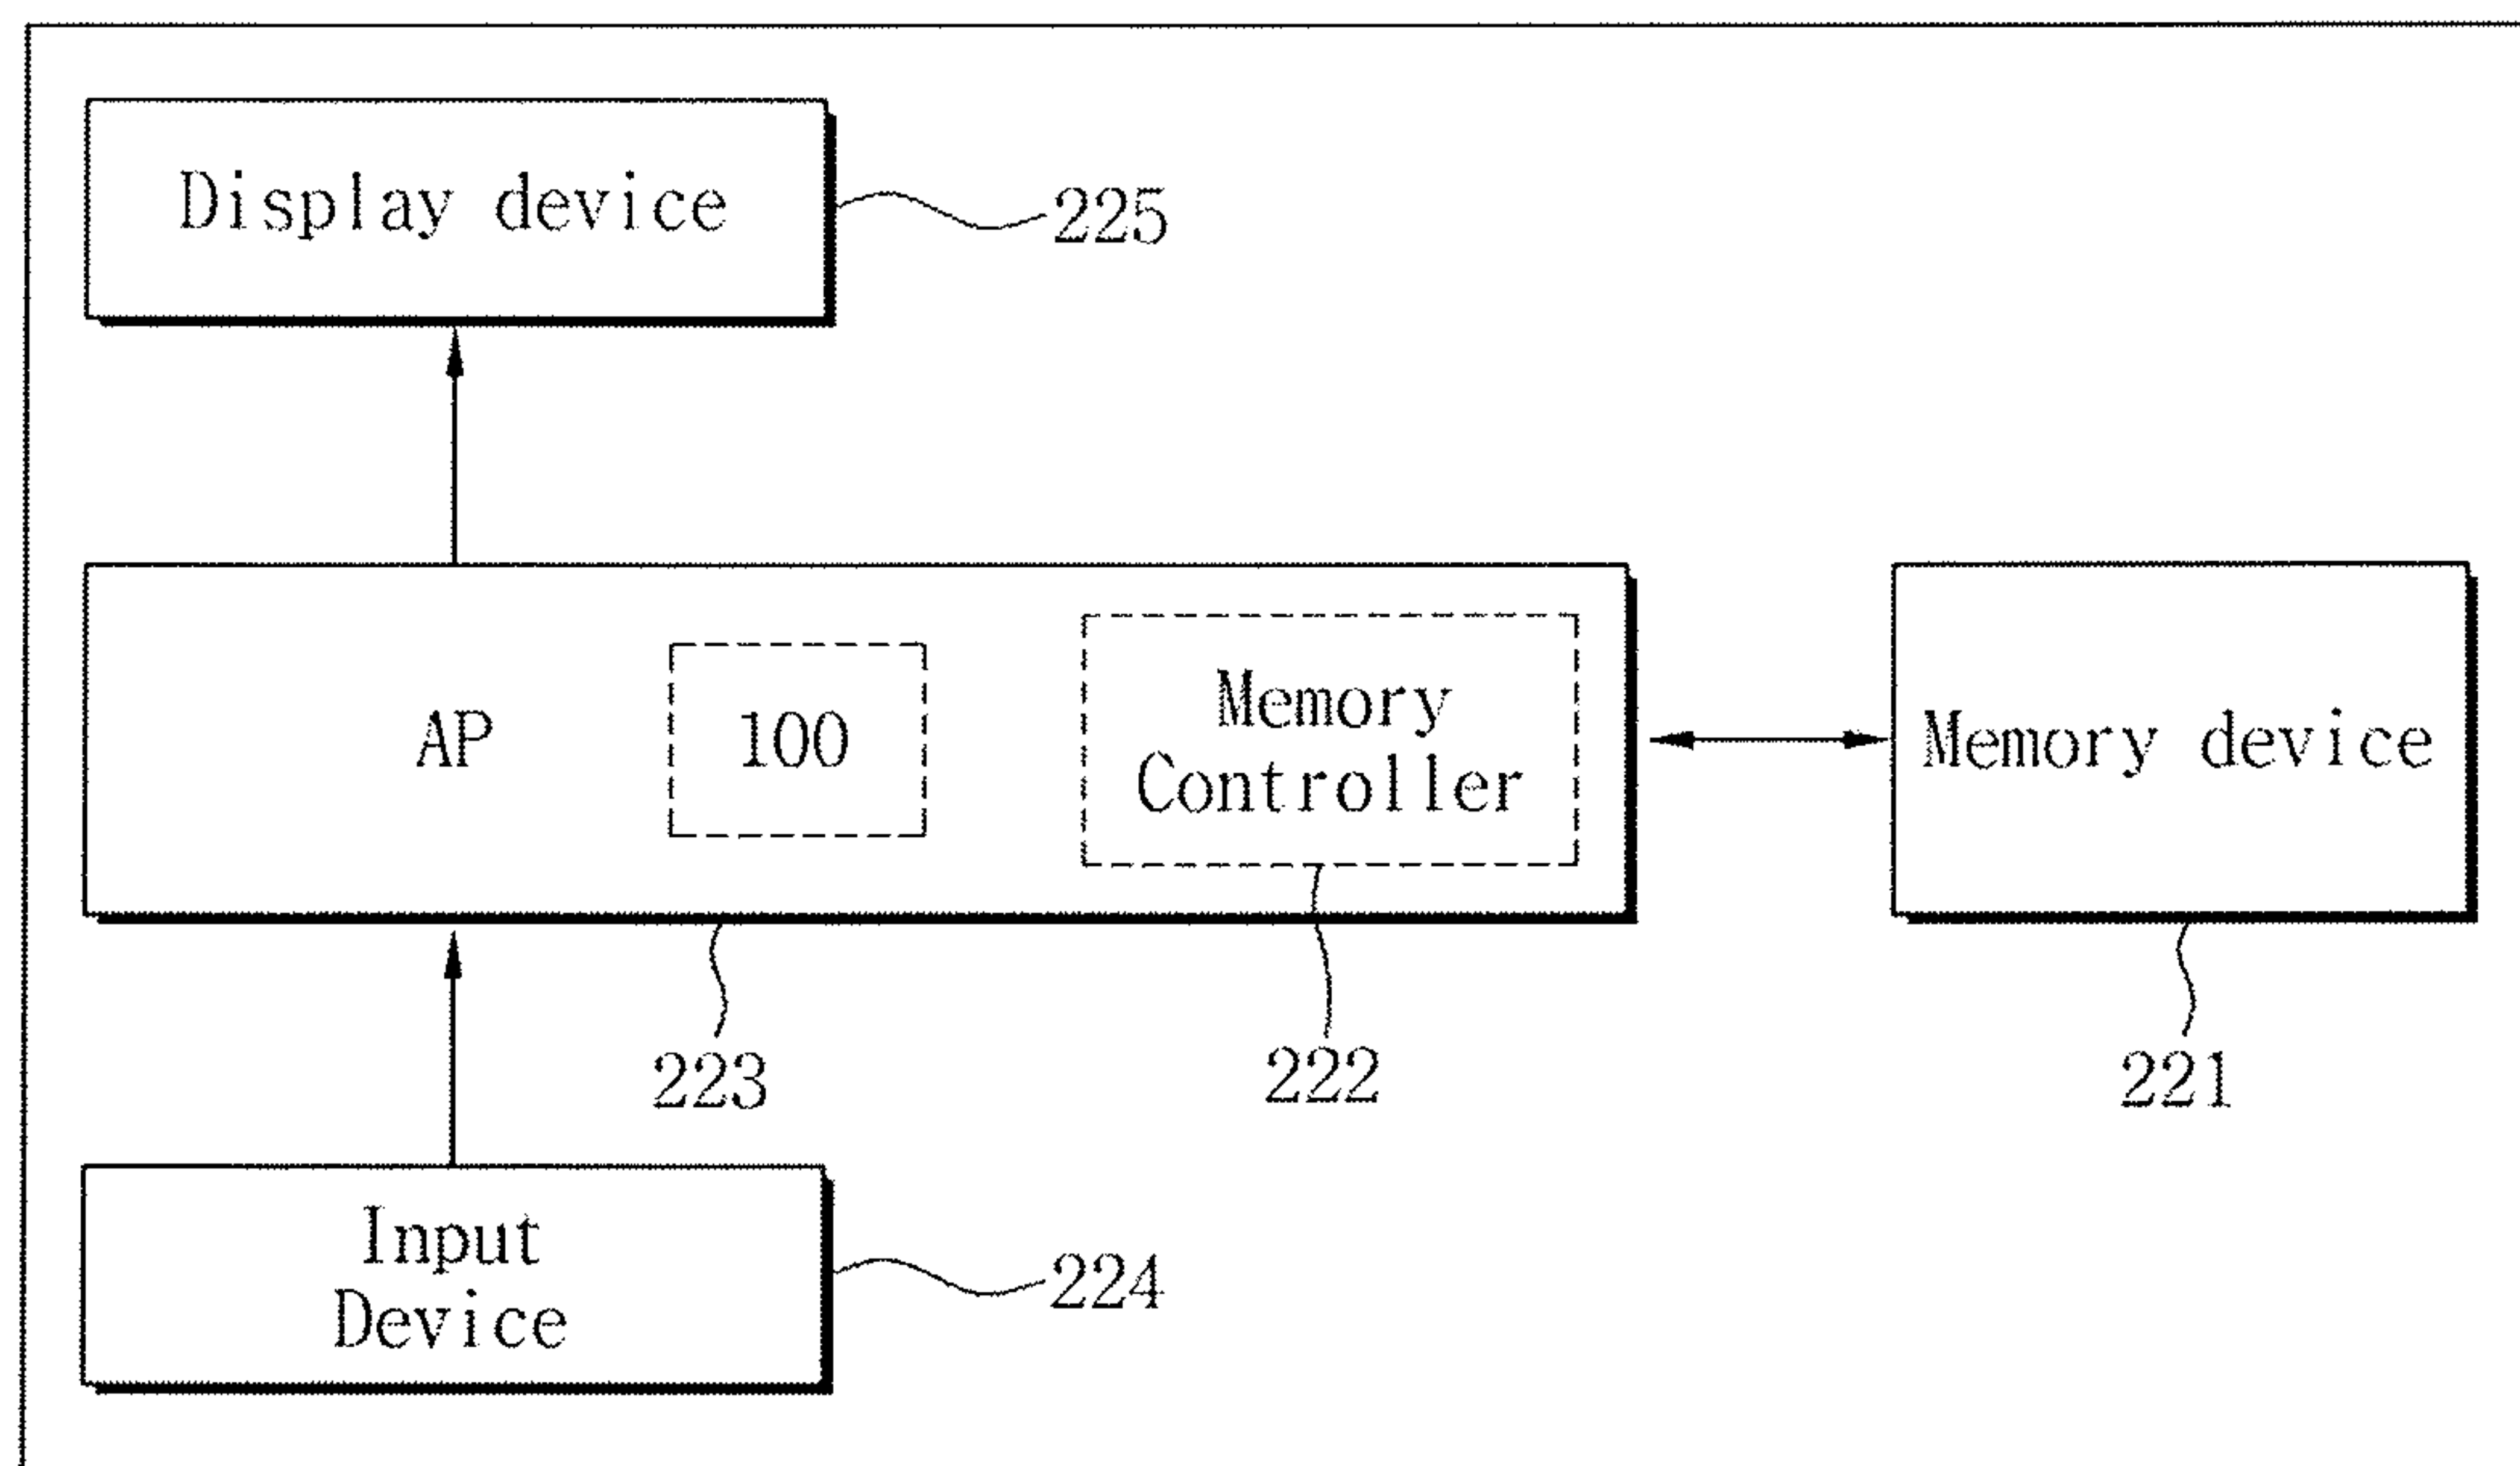 Display device
225
AP
100
Memory
Controller
Memory device
223
222
221
Input
Device
224